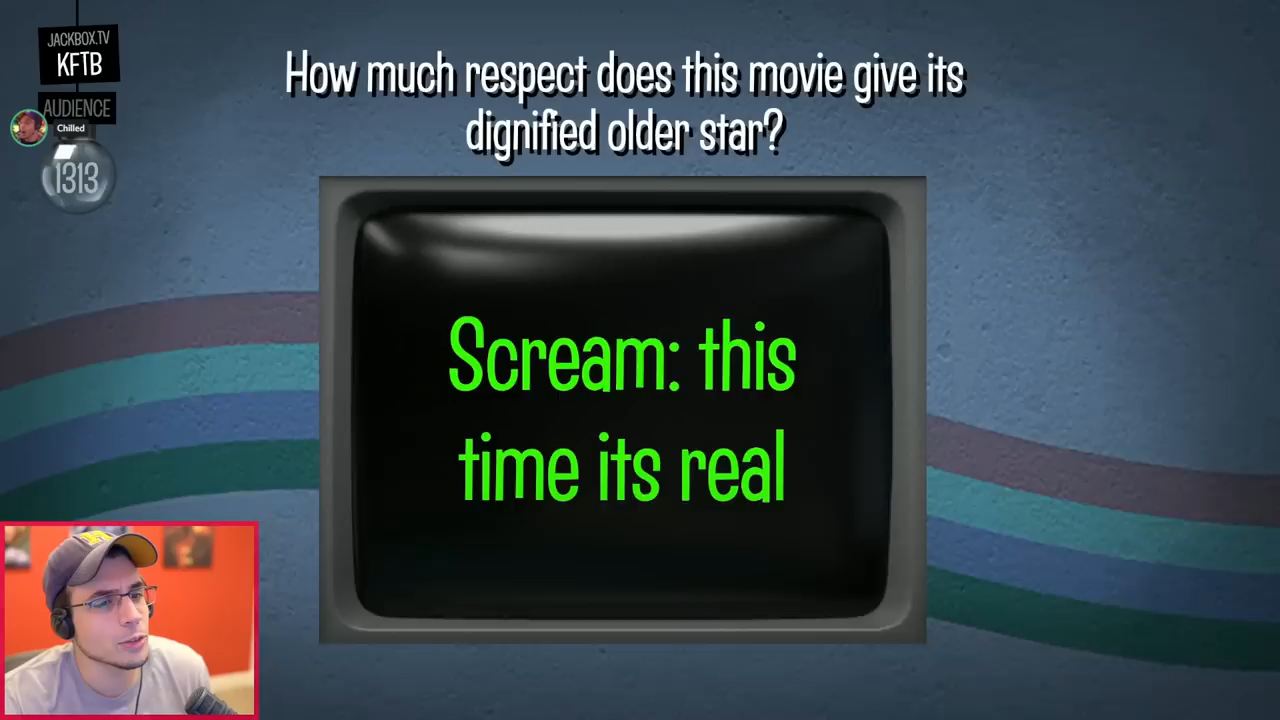 JACKBOX.TV
KFTB
AUDIENCE
Chilled
1313
How much respect does this movie give its
dignified older star?
Scream: this
time its real